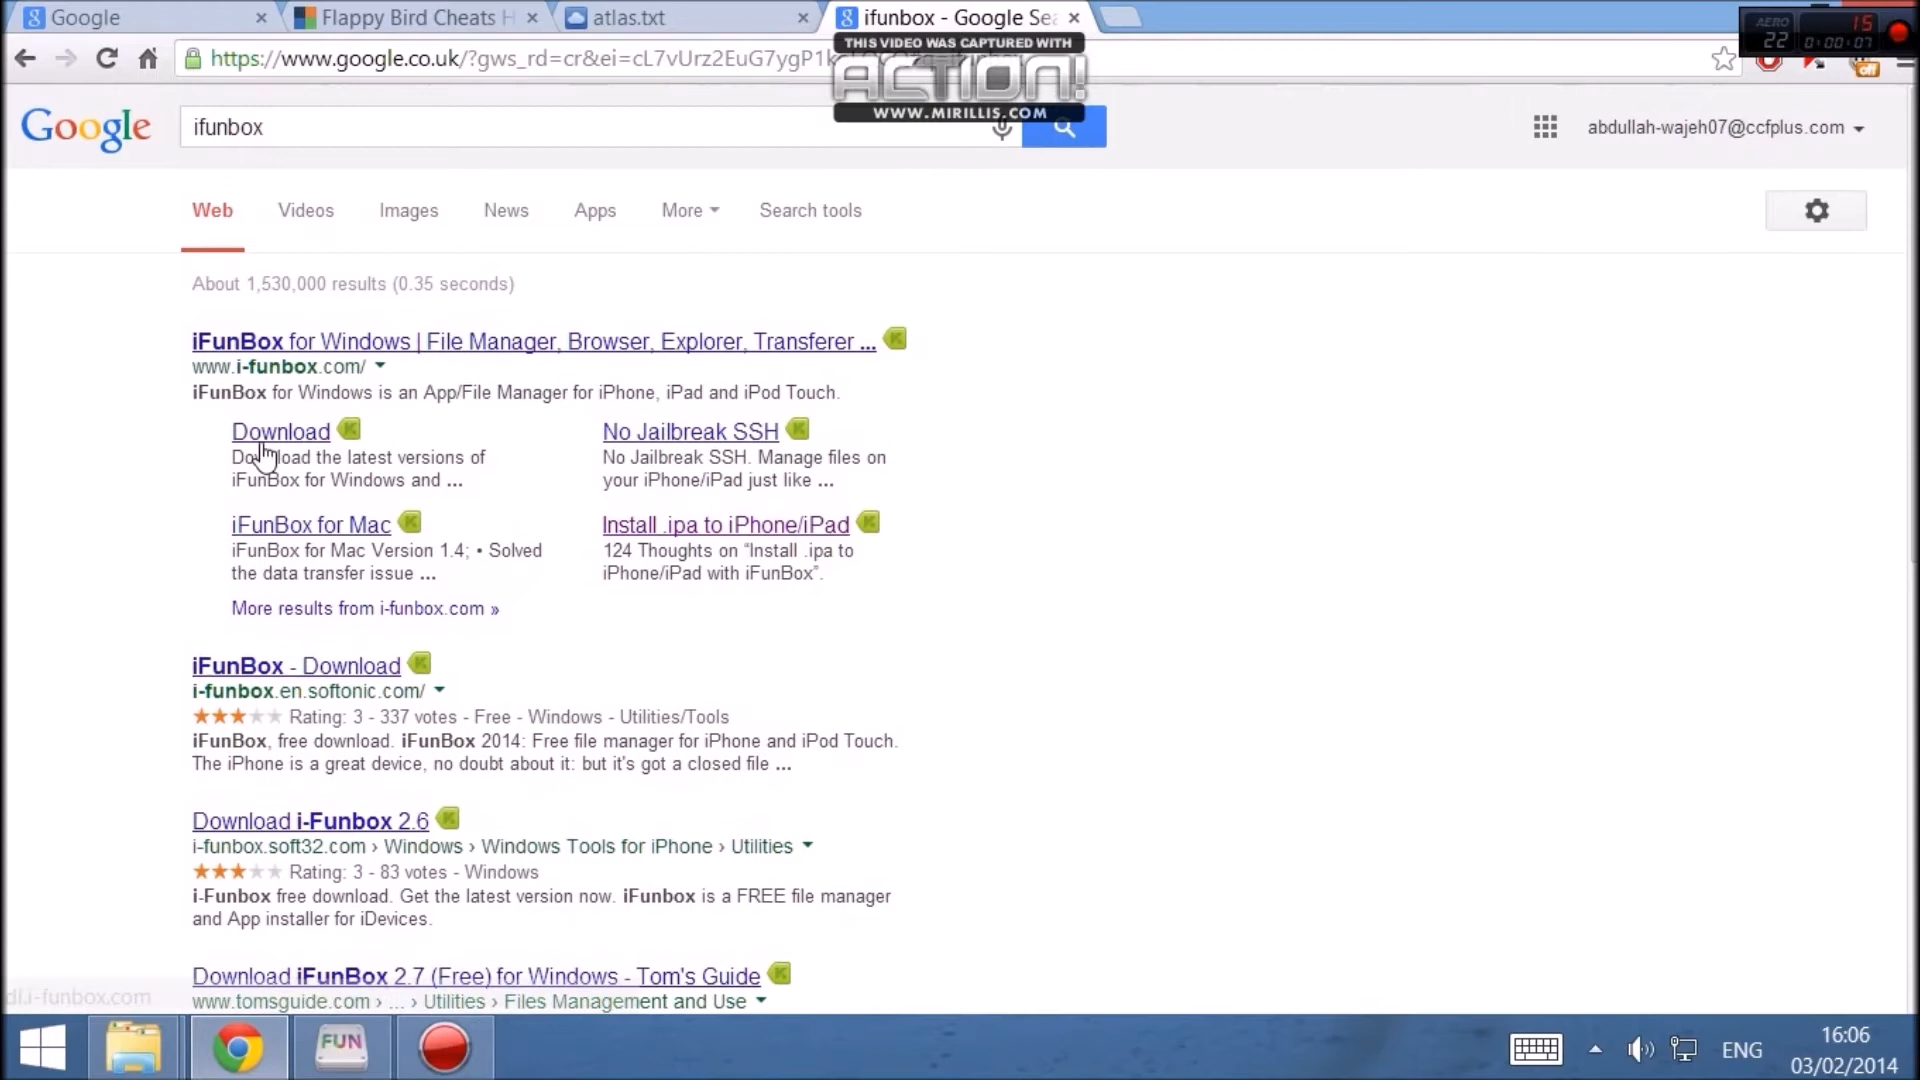 Google
Flappy Bird Cheats H
atlas.txt
ifunbox - Google Sea
AERO
22
15
0:00:07
THIS VIDEO WAS CAPTURED WITH
ACTION!
WWW.MIRILLIS.COM
https://www.google.co.uk/?gws_rd=cr&ei=cL7vUrz2EuG7ygP1k
off
Google
ifunbox
abdullah-wajeh07@ccfplus.com
Web
Videos
Images
News
Apps
More
Search tools
About 1,530,000 results (0.35 seconds)
iFunBox for Windows | File Manager, Browser, Explorer, Transferer ...
www.i-funbox.com/
iFunBox for Windows is an App/File Manager for iPhone, iPad and iPod Touch.
Download
Download the latest versions of
iFunBox for Windows and ...
No Jailbreak SSH
No Jailbreak SSH. Manage files on
your iPhone/iPad just like ...
iFunBox for Mac
iFunBox for Mac Version 1.4; • Solved
the data transfer issue ...
Install .ipa to iPhone/iPad
124 Thoughts on “Install .ipa to
iPhone/iPad with iFunBox”.
More results from i-funbox.com »
iFunBox - Download
i-funbox.en.softonic.com/
Rating: 3 - 337 votes - Free - Windows - Utilities/Tools
iFunBox, free download. iFunBox 2014: Free file manager for iPhone and iPod Touch.
The iPhone is a great device, no doubt about it: but it's got a closed file ...
Download i-Funbox 2.6
i-funbox.soft32.com › Windows › Windows Tools for iPhone › Utilities
Rating: 3 - 83 votes - Windows
i-Funbox free download. Get the latest version now. iFunbox is a FREE file manager
and App installer for iDevices.
Download iFunBox 2.7 (Free) for Windows - Tom's Guide
www.tomsguide.com › ... › Utilities › Files Management and Use
dl.i-funbox.com
FUN
ENG
16:06
03/02/2014